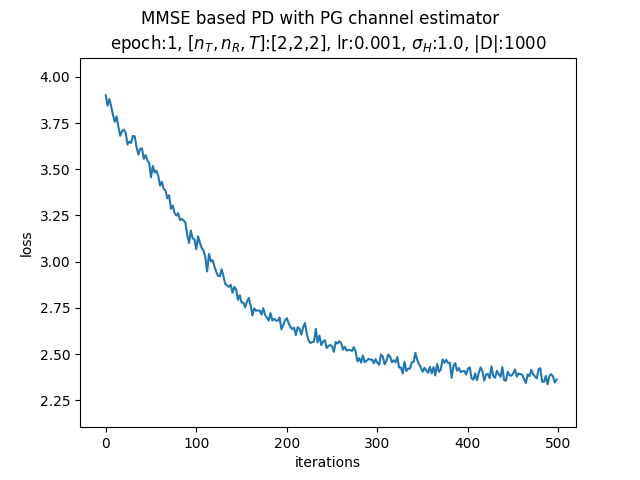 MMSE based PD with PG channel estimator
epoch:1, [n_T, n_R, T]:[2,2,2], lr:0.001, σ_H:1.0, |D|:1000
4.00
3.75
3.50
3.25
3.00
2.75
2.50
2.25
loss
0 100 200 300 400 500
iterations